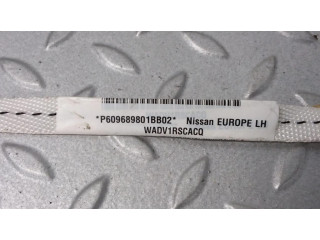 *P609689801BB02* Nissan EUROPE LH
WADV1RSCACQ